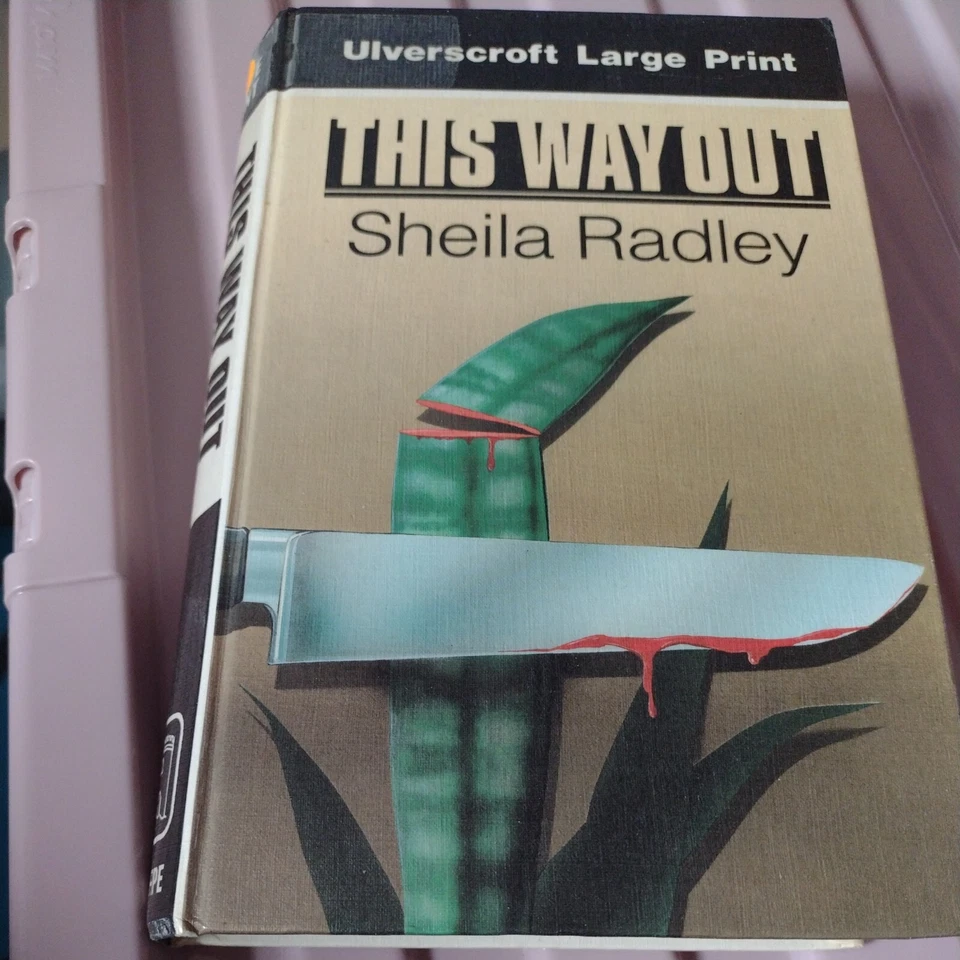 Ulverscroft Large Print
THIS WAY OUT
Sheila Radley
THIS WAY OUT